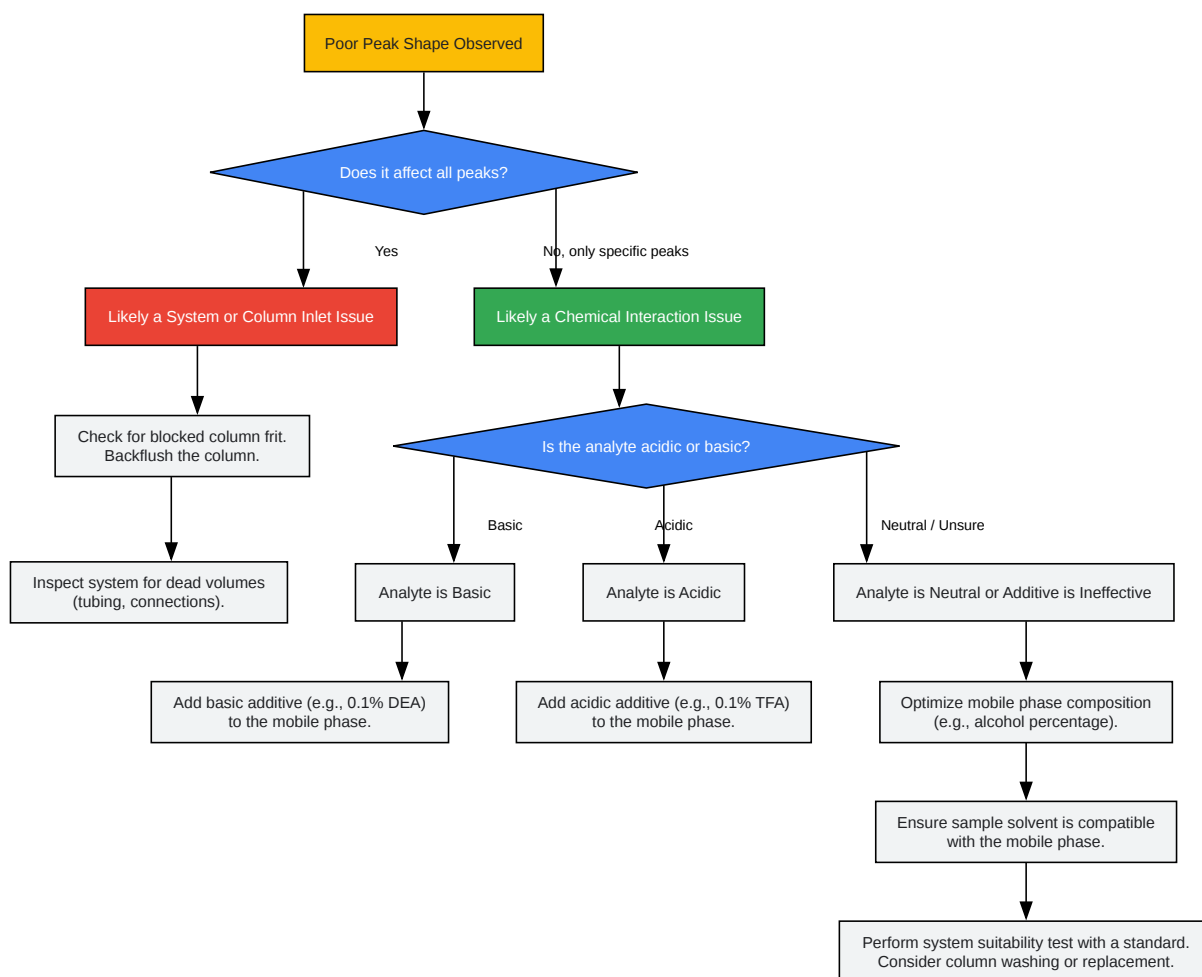 Poor Peak Shape Observed
Does it affect all peaks?
Yes
No, only specific peaks
Likely a System or Column Inlet Issue
Likely a Chemical Interaction Issue
Check for blocked column frit.
Backflush the column.
Is the analyte acidic or basic?
Basic
Acidic
Neutral / Unsure
Inspect system for dead volumes
(tubing, connections).
Analyte is Basic
Analyte is Acidic
Analyte is Neutral or Additive is Ineffective
Add basic additive (e.g., 0.1% DEA)
to the mobile phase.
Add acidic additive (e.g., 0.1% TFA)
to the mobile phase.
Optimize mobile phase composition
(e.g., alcohol percentage).
Ensure sample solvent is compatible
with the mobile phase.
Perform system suitability test with a standard.
Consider column washing or replacement.